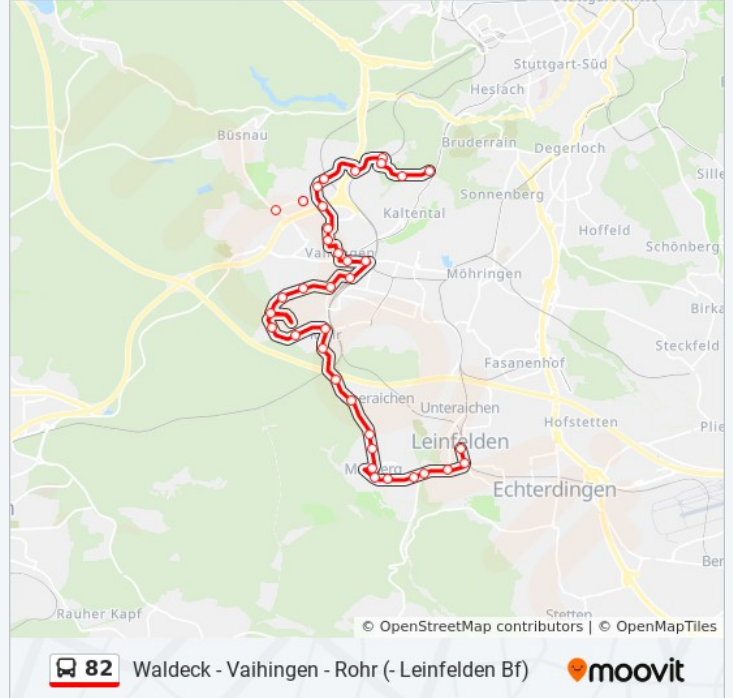 Stuttgart-Süd
Heslach
Büsnau
Bruderrain
Degerloch
Sille
Sonnenberg
Kaltental
Hoffeld
Schönberg
Möhringen
Birka
Steckfeld
Fasanenhof
eraichen
Unteraichen
Hofstetten
Plie
Leinfelden
Echterdingen
Ber
Stetten
Rauher Kapf
© OpenStreetMap contributors | © OpenMapTiles
82 Waldeck - Vaihingen - Rohr (- Leinfelden Bf) moovit